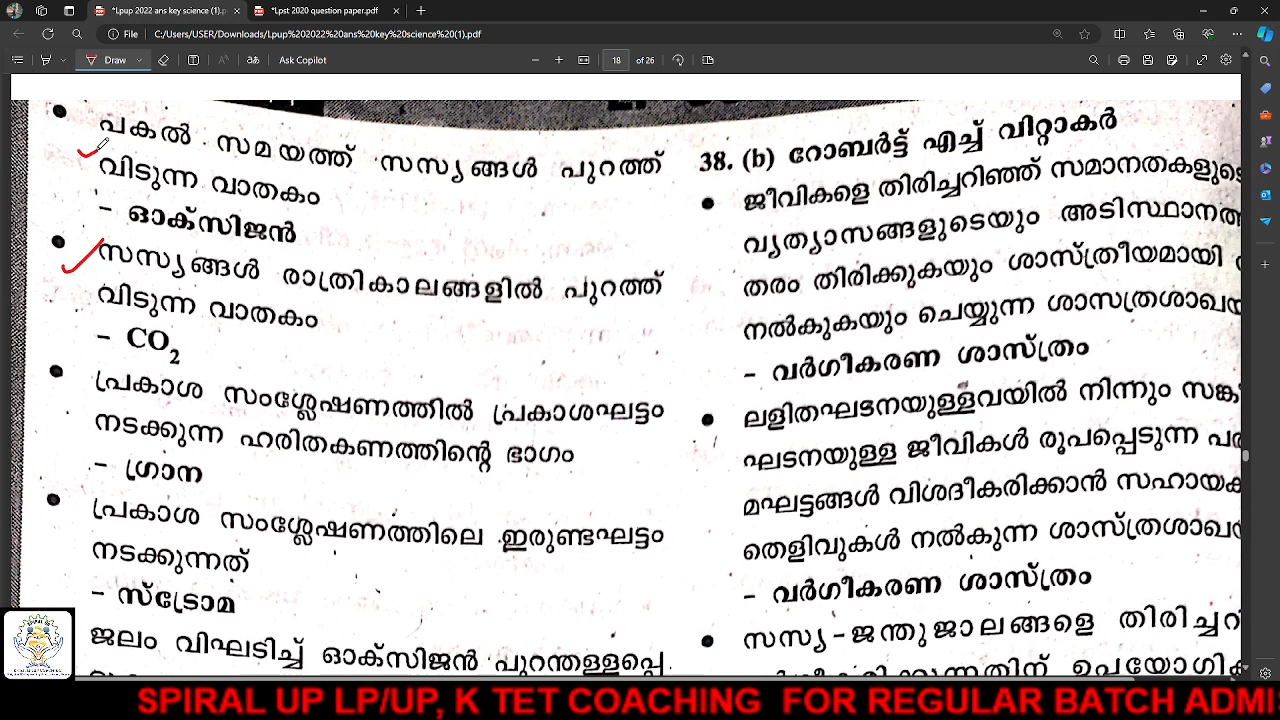 *Lpup 2022 ans key science (1).p
*Lpst 2020 question paper.pdf
File
C:/Users/USER/Downloads/Lpup%202022%20ans%20key%20science%20(1).pdf
Draw
Ask Copilot
18 of 26
പകൽ സമയത്ത് സസ്യങ്ങൾ പുറത്ത്
വിടുന്ന വാതകം
- ഓക്സിജൻ
സസ്യങ്ങൾ രാത്രികാലങ്ങളിൽ പുറത്ത്
വിടുന്ന വാതകം
- CO2
പ്രകാശ സംശ്ലേഷണത്തിൽ പ്രകാശഘട്ടം
നടക്കുന്ന ഹരിതകണത്തിന്റെ ഭാഗം
- ഗ്രാന
പ്രകാശ സംശ്ലേഷണത്തിലെ ഇരുണ്ടഘട്ടം
നടക്കുന്നത്
- സ്ട്രോമ
ജലം വിഘടിച്ച് ഓക്സിജൻ പുറന്തള്ളപ്പെ
38. (b) റോബർട്ട് എച്ച് വിറ്റാകർ
ജീവികളെ തിരിച്ചറിഞ്ഞ് സമാനതകളുടെ
വ്യത്യാസങ്ങളുടെയും അടിസ്ഥാനത്ത
തരം തിരിക്കുകയും ശാസ്ത്രീയമായി
നൽകുകയും ചെയ്യുന്ന ശാസത്രശാഖയ
- വർഗീകരണ ശാസ്ത്രം
ലളിതഘടനയുള്ളവയിൽ നിന്നും സങ്കീ
ഘടനയുള്ള ജീവികൾ രൂപപ്പെടുന്ന പര
മഘട്ടങ്ങൾ വിശദീകരിക്കാൻ സഹായക
തെളിവുകൾ നൽകുന്ന ശാസ്ത്രശാഖയ
- വർഗീകരണ ശാസ്ത്രം
സസ്യ-ജന്തുജാലങ്ങളെ തിരിച്ചറി
SPIRAL UP LP/UP, K TET COACHING FOR REGULAR BATCH ADMI